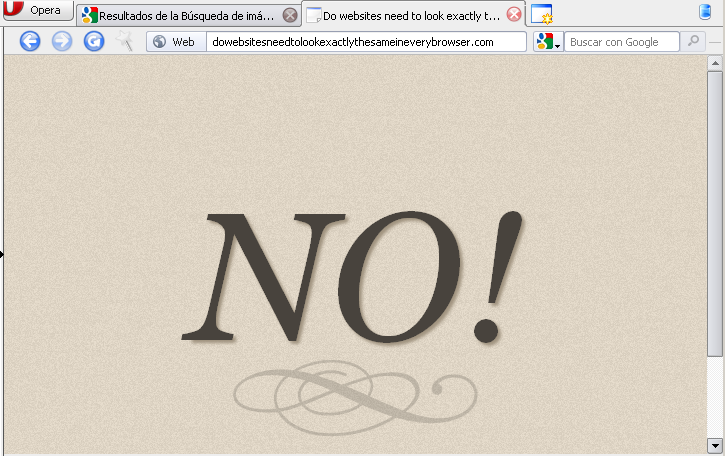 Opera
Resultados de la Búsqueda de imá...
Do websites need to look exactly t...
Web
dowebsitesneedtolookexactlythesameineverybrowser.com
Buscar con Google
NO!